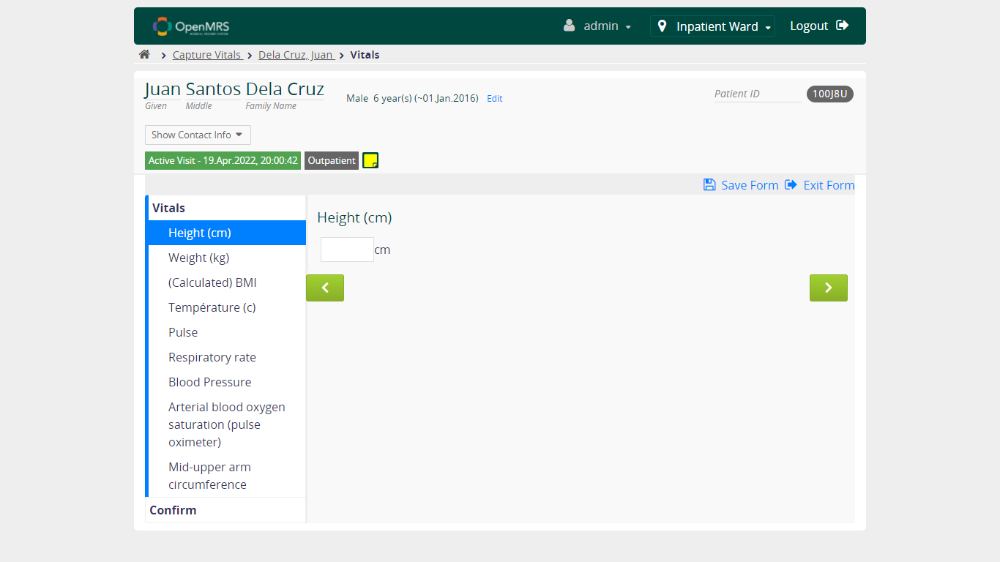 OpenMRS
admin
Inpatient Ward
Logout
Capture Vitals
Dela Cruz, Juan
Vitals
Juan Santos Dela Cruz
Given Middle Family Name
Male 6 year(s) (~01.Jan.2016) Edit
Patient ID 100J8U
Show Contact Info
Active Visit - 19.Apr.2022, 20:00:42 Outpatient
Save Form Exit Form
Vitals
Height (cm)
Weight (kg)
(Calculated) BMI
Température (c)
Pulse
Respiratory rate
Blood Pressure
Arterial blood oxygen
saturation (pulse
oximeter)
Mid-upper arm
circumference
Confirm
Height (cm)
cm